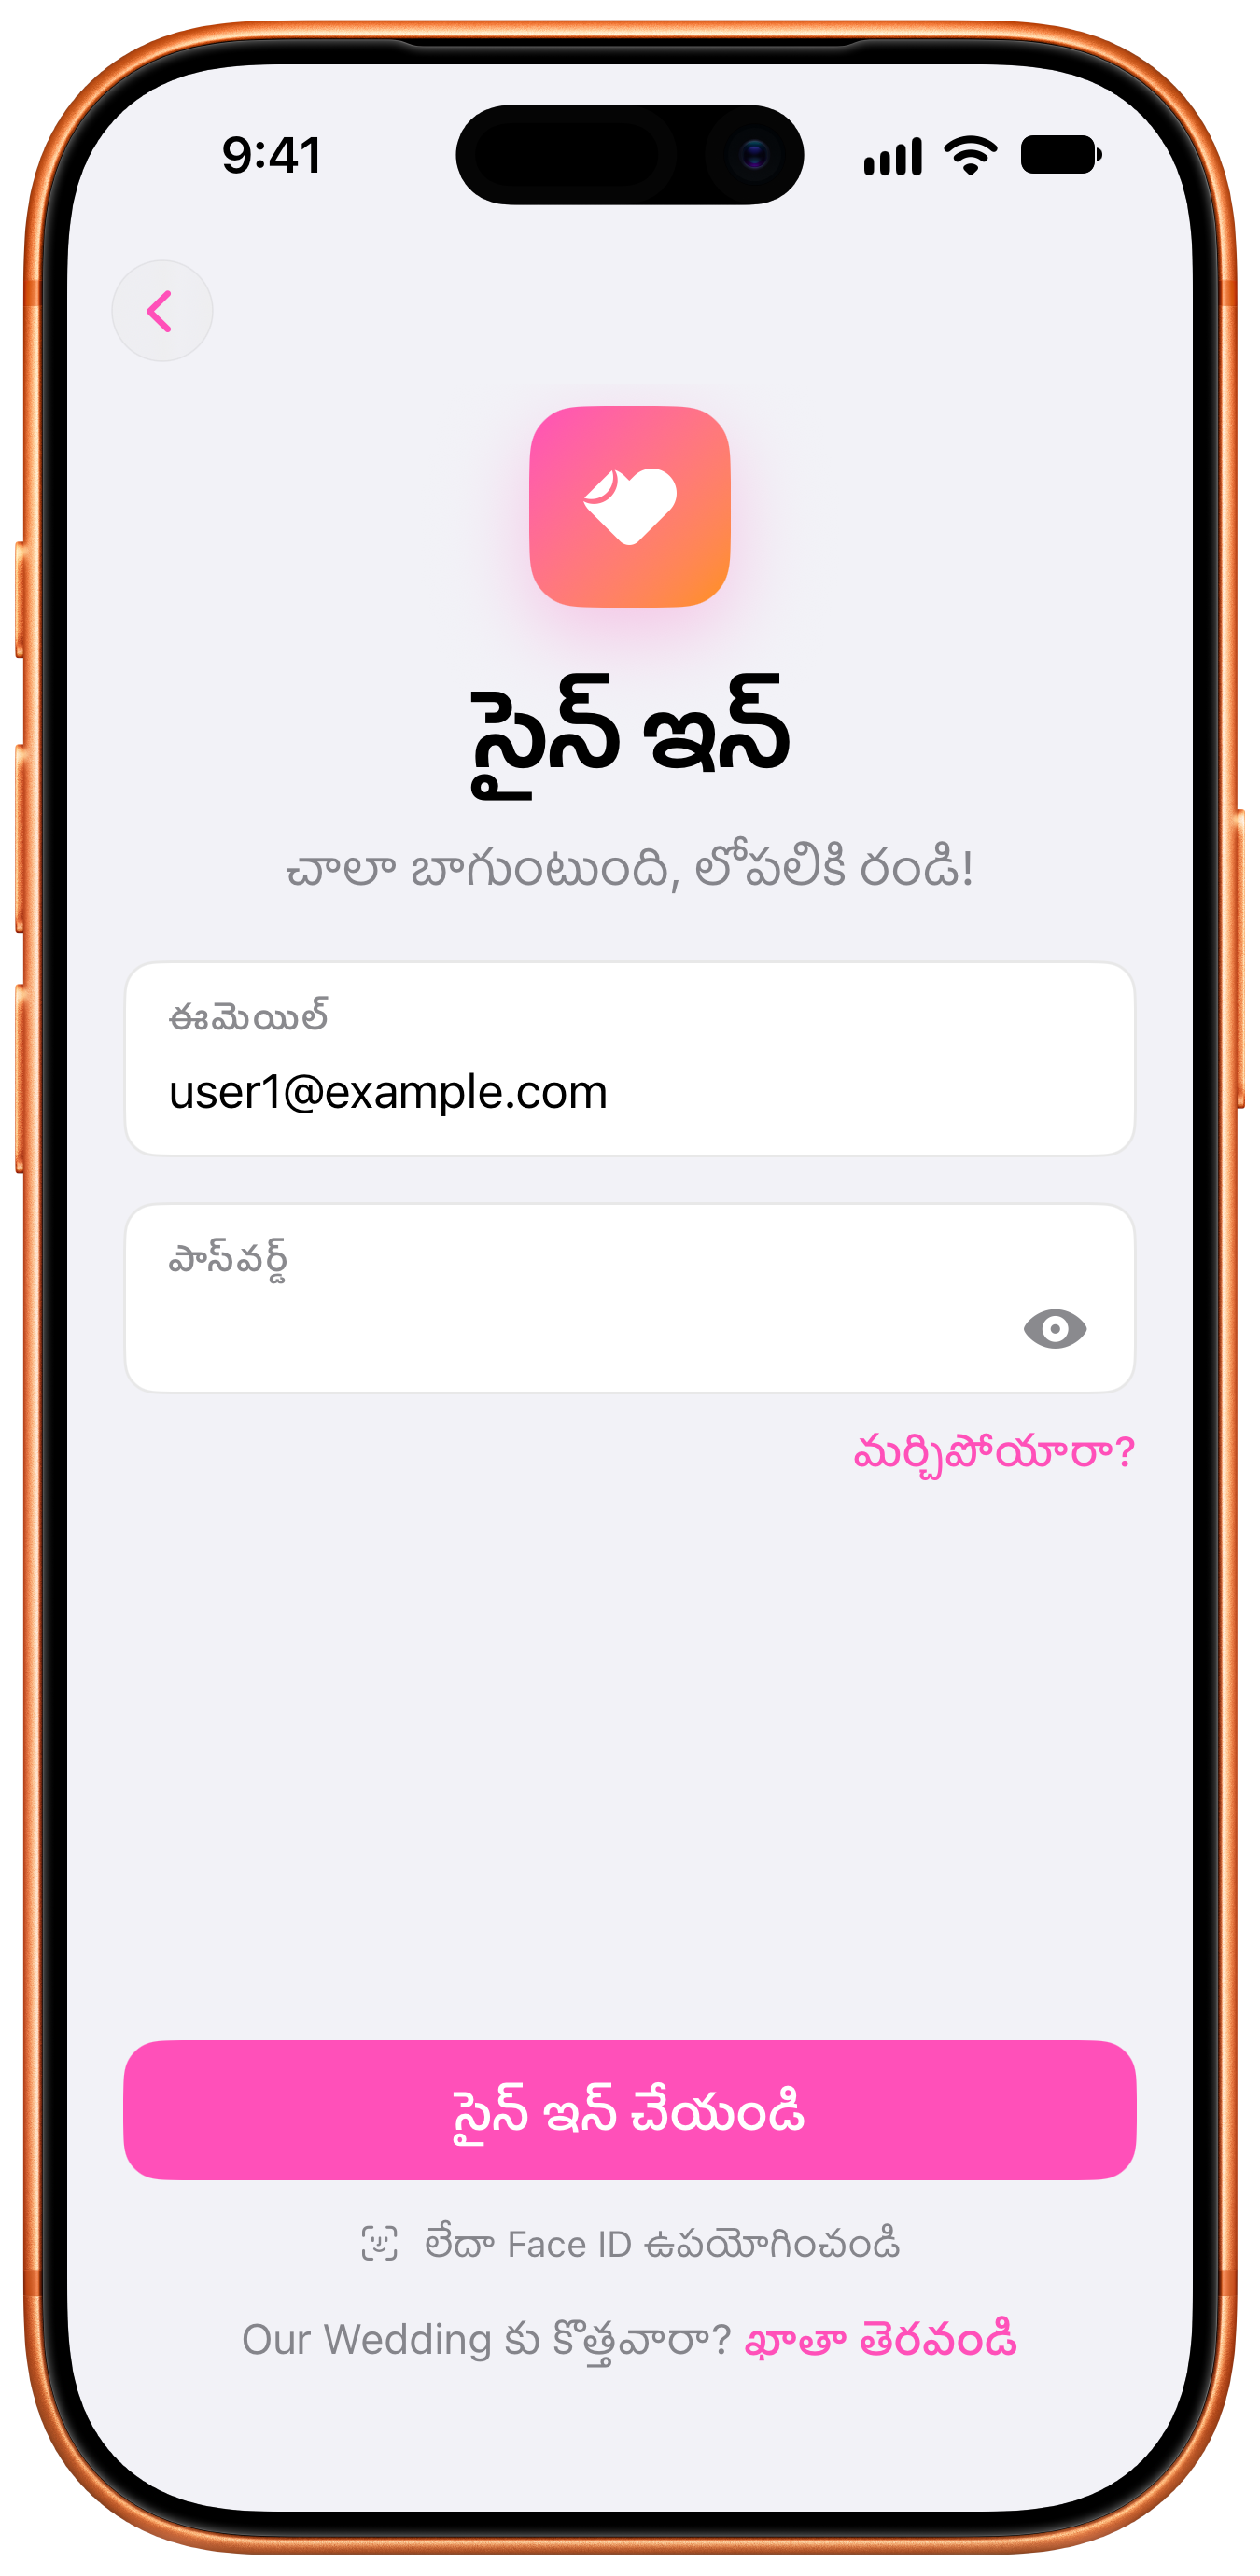 9:41
సైన్ ఇన్
చాలా బాగుంటుంది, లోపలికి రండి!
ఈమెయిల్
user1@example.com
పాస్‌వర్డ్
మర్చిపోయారా?
సైన్ ఇన్ చేయండి
లేదా Face ID ఉపయోగించండి
Our Wedding కు కొత్తవారా? ఖాతా తెరవండి